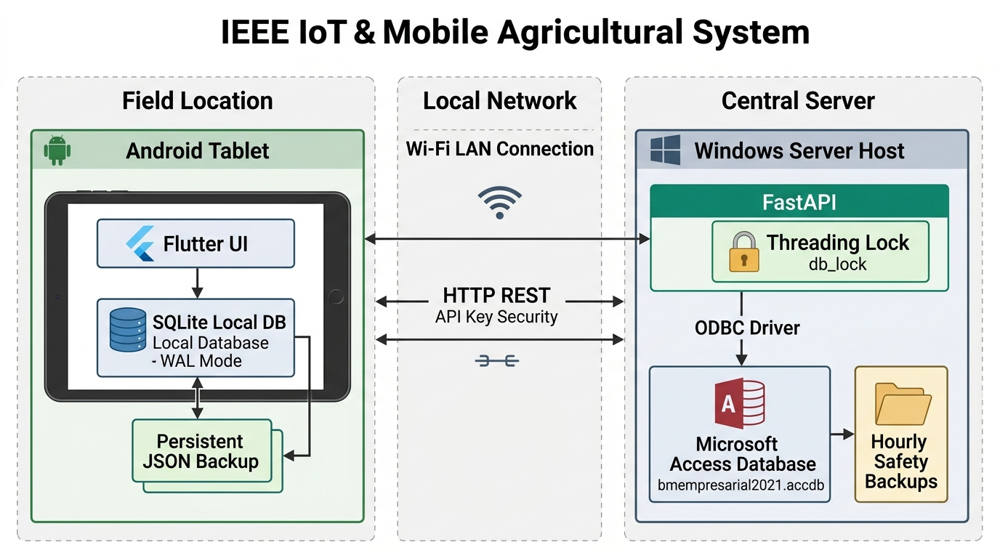 IEEE IoT & Mobile Agricultural System
Field Location
Android Tablet
Flutter UI
SQLite Local DB
Local Database
- WAL Mode
Persistent
JSON Backup
Local Network
Wi-Fi LAN Connection
HTTP REST
API Key Security
Central Server
Windows Server Host
FastAPI
Threading Lock
db_lock
ODBC Driver
A
Microsoft
Access Database
bmempresarial2021.accdb
Hourly
Safety
Backups